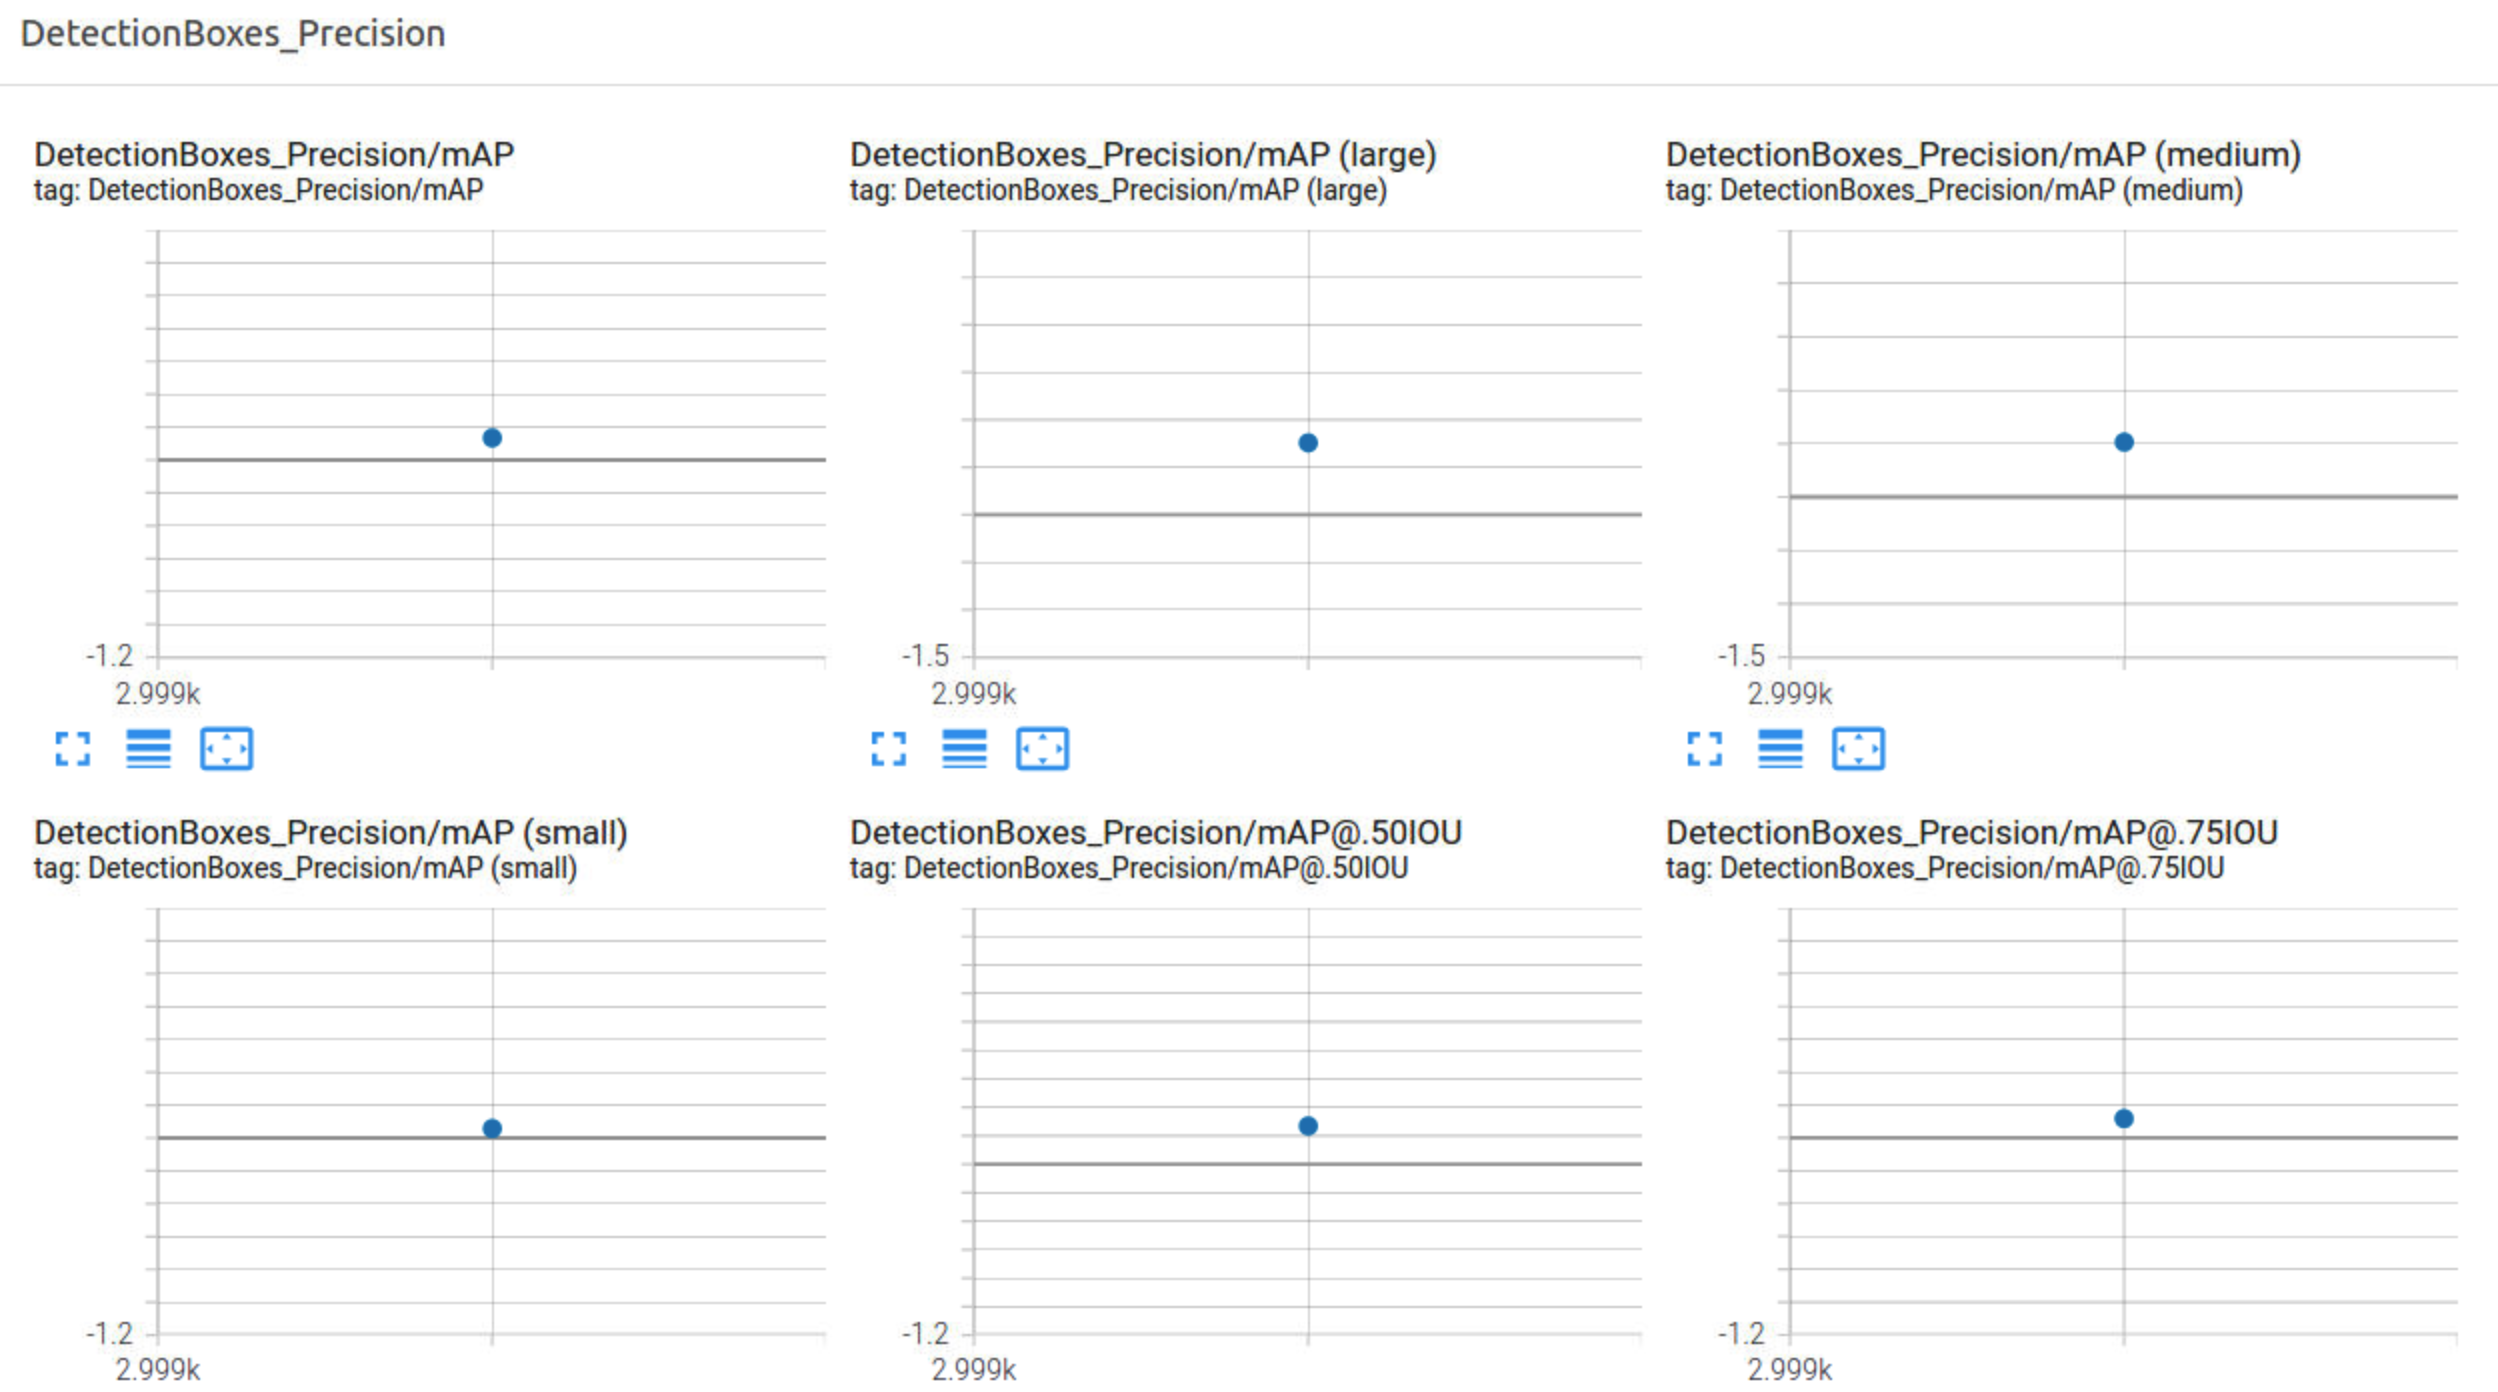 DetectionBoxes_Precision
DetectionBoxes_Precision/mAP
tag: DetectionBoxes_Precision/mAP
-1.2
2.999k
DetectionBoxes_Precision/mAP (large)
tag: DetectionBoxes_Precision/mAP (large)
-1.5
2.999k
DetectionBoxes_Precision/mAP (medium)
tag: DetectionBoxes_Precision/mAP (medium)
-1.5
2.999k
DetectionBoxes_Precision/mAP (small)
tag: DetectionBoxes_Precision/mAP (small)
-1.2
2.999k
DetectionBoxes_Precision/mAP@.50IOU
tag: DetectionBoxes_Precision/mAP@.50IOU
-1.2
2.999k
DetectionBoxes_Precision/mAP@.75IOU
tag: DetectionBoxes_Precision/mAP@.75IOU
-1.2
2.999k